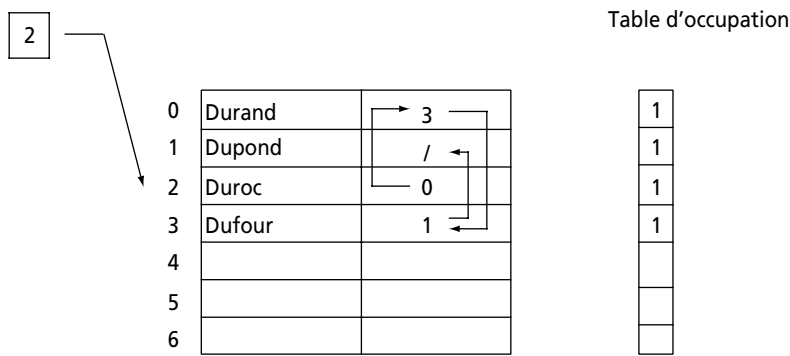 Table d’occupation
2
0 Durand 3 1
1 Dupond / 1
2 Duroc 0 1
3 Dufour 1 1
4
5
6